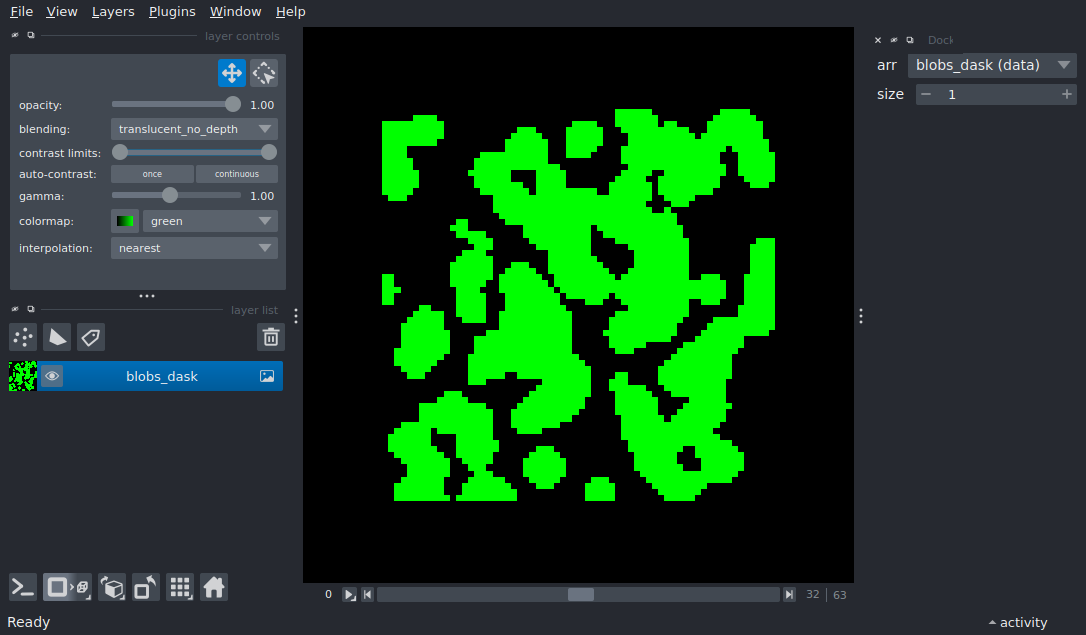 File View Layers Plugins Window Help
layer controls
opacity: 1.00
blending: translucent_no_depth
contrast limits:
auto-contrast: once continuous
gamma: 1.00
colormap: green
interpolation: nearest
layer list
blobs_dask
Dock
arr blobs_dask (data)
size 1
0 32 63
Ready
activity